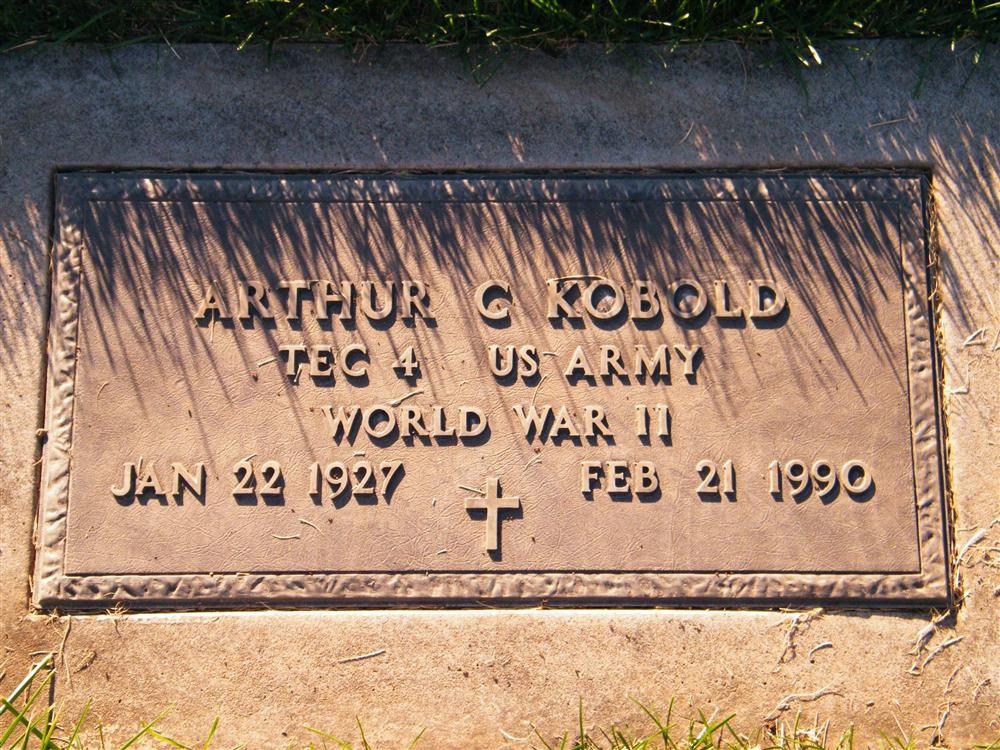 ARTHUR C KOBOLD
TEC 4 US ARMY
WORLD WAR II
JAN 22 1927 FEB 21 1990